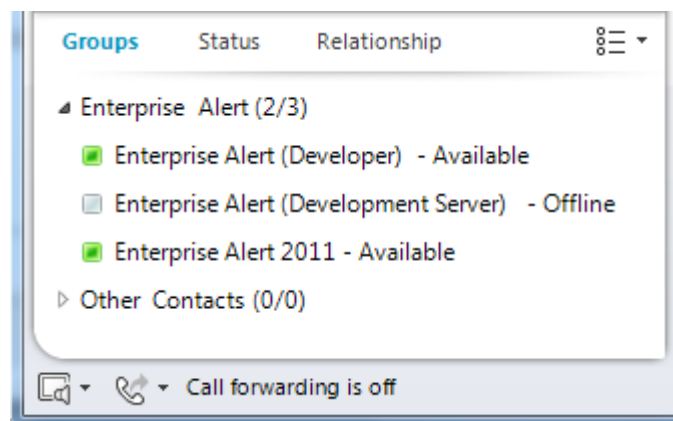 Groups Status Relationship
Enterprise Alert (2/3)
Enterprise Alert (Developer) - Available
Enterprise Alert (Development Server) - Offline
Enterprise Alert 2011 - Available
Other Contacts (0/0)
Call forwarding is off